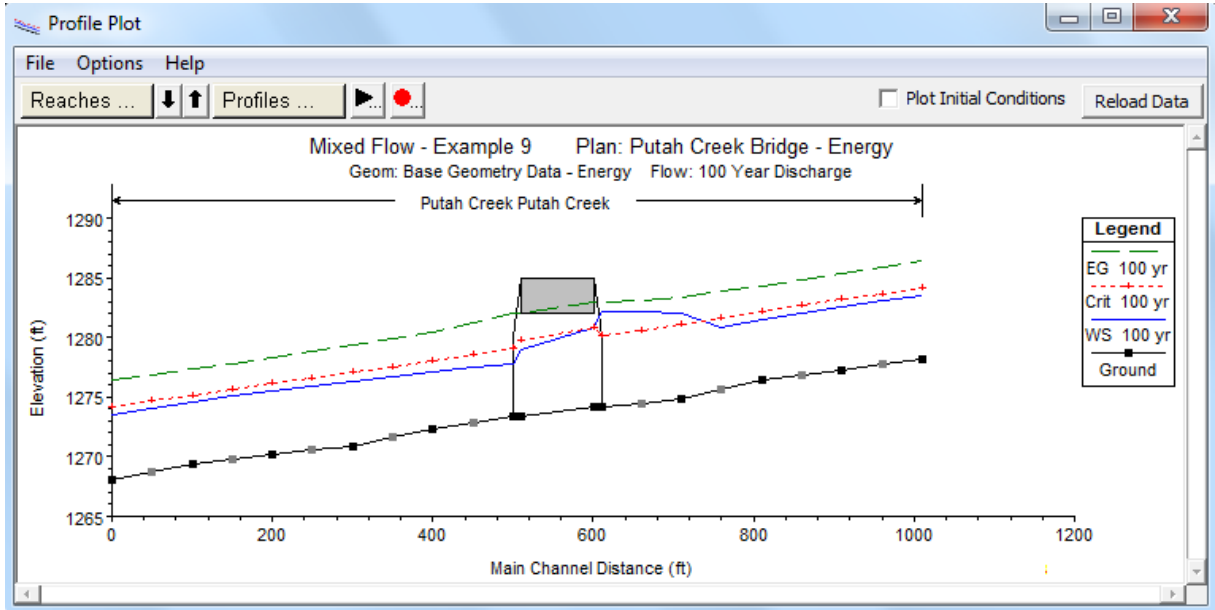 Profile Plot
File Options Help
Reaches ... Profiles ... Plot Initial Conditions Reload Data
Mixed Flow - Example 9 Plan: Putah Creek Bridge - Energy
Geom: Base Geometry Data - Energy Flow: 100 Year Discharge
Putah Creek Putah Creek
1290
1285
1280
1275
1270
1265
Elevation (ft)
0 200 400 600 800 1000 1200
Main Channel Distance (ft)
Legend
EG 100 yr
Crit 100 yr
WS 100 yr
Ground